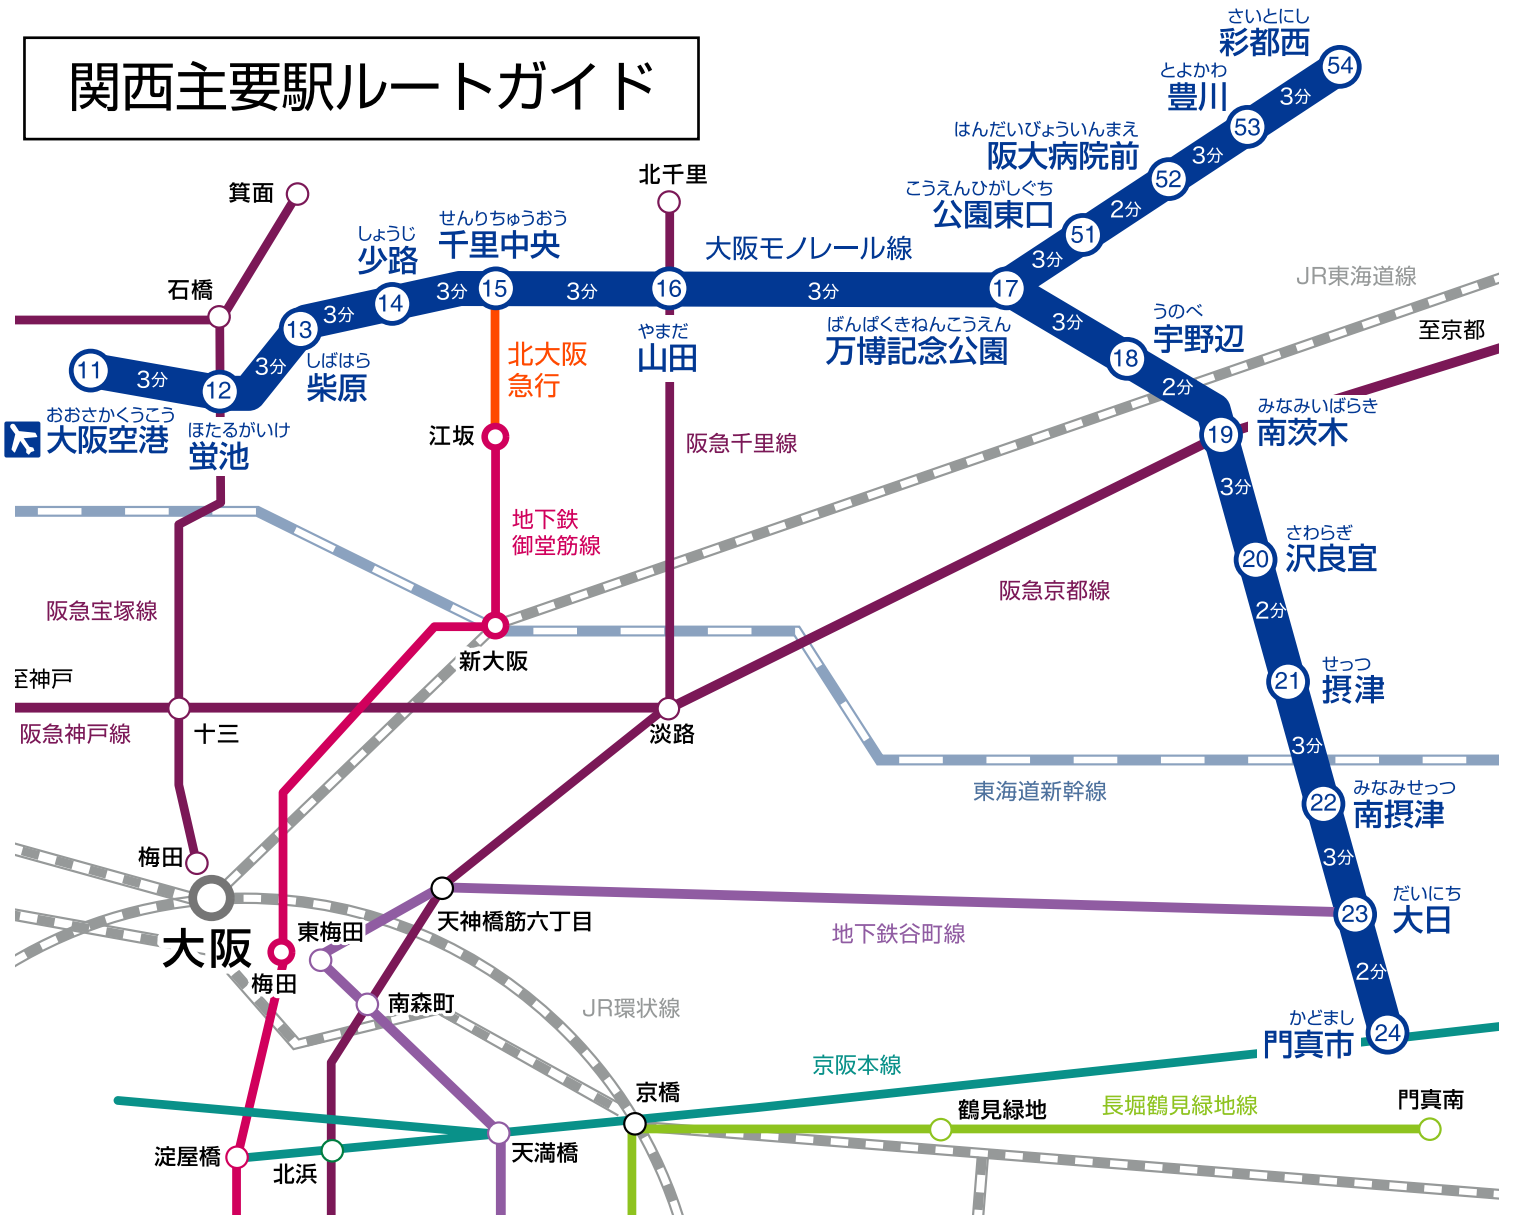 関西主要駅ルートガイド
さいとにし
彩都西
54
3分
とよかわ
豊川
53
3分
はんだいびょういんまえ
阪大病院前
52
2分
こうえんひがしぐち
公園東口
51
3分
北千里
箕面
石橋
しょうじ
少路
せんりちゅうおう
千里中央
大阪モノレール線
11
3分
12
3分
13
3分
14
3分
15
3分
16
3分
17
おおさかくうこう
大阪空港
ほたるがいけ
蛍池
しばはら
柴原
北大阪
急行
やまだ
山田
ばんぱくきねんこうえん
万博記念公園
3分
うのべ
宇野辺
18
2分
JR東海道線
至京都
みなみいばらき
南茨木
19
3分
江坂
阪急千里線
地下鉄
御堂筋線
さわらぎ
沢良宜
20
2分
阪急宝塚線
阪急京都線
新大阪
至神戸
阪急神戸線
十三
淡路
せっつ
摂津
21
3分
東海道新幹線
みなみせっつ
南摂津
22
3分
梅田
大阪
天神橋筋六丁目
東梅田
梅田
地下鉄谷町線
だいにち
大日
23
2分
南森町
JR環状線
かどまし
門真市
24
京阪本線
京橋
鶴見緑地
長堀鶴見緑地線
門真南
淀屋橋
北浜
天満橋